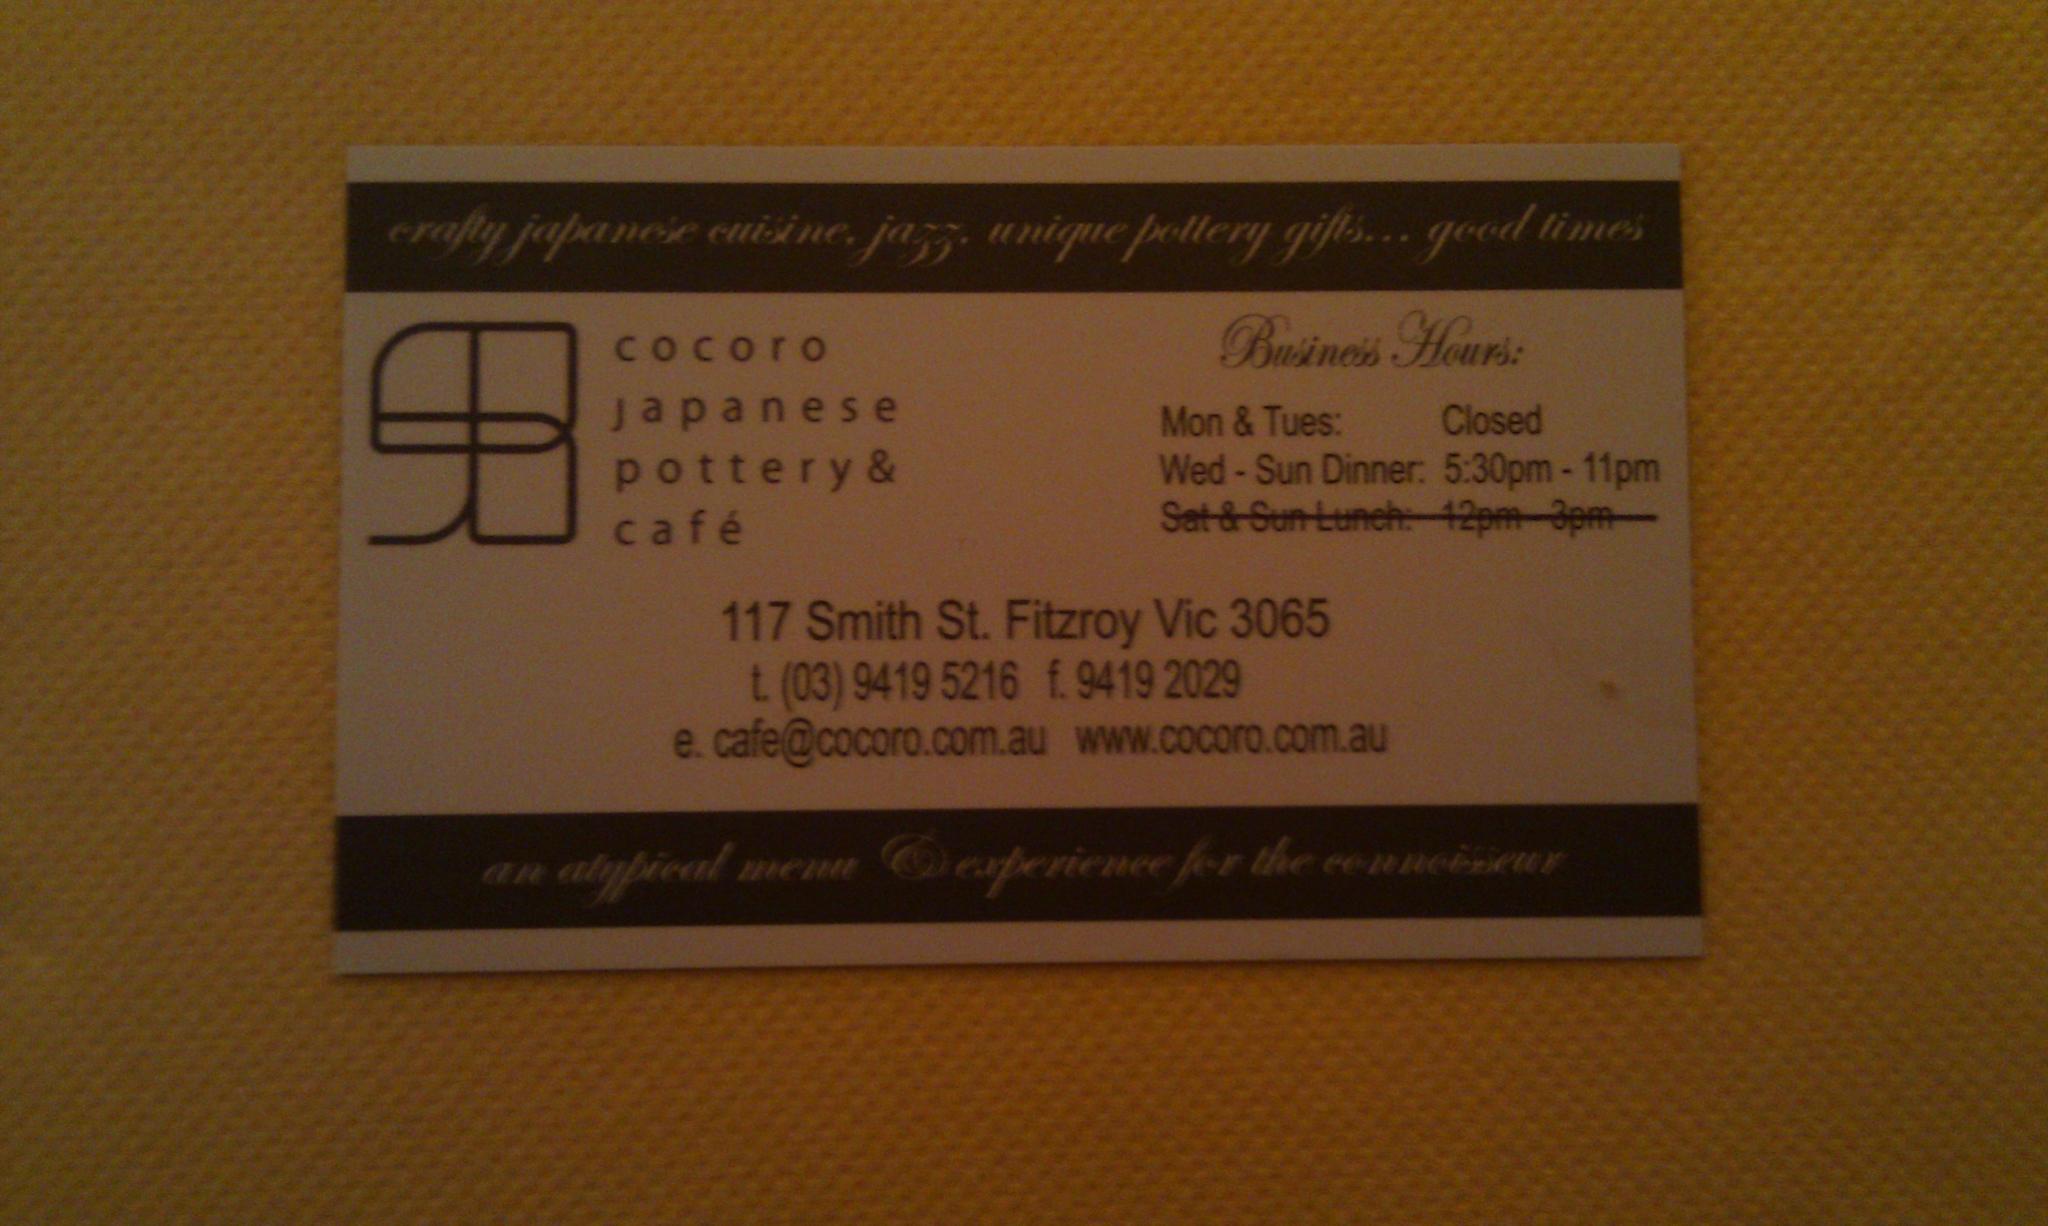 crafty japanese cuisine, jazz, unique pottery gifts... good times
cocoro
japanese
pottery &
café
Business Hours:
Mon & Tues: Closed
Wed - Sun Dinner: 5:30pm - 11pm
Sat & Sun Lunch: 12pm - 3pm
117 Smith St. Fitzroy Vic 3065
t. (03) 9419 5216 f. 9419 2029
e. cafe@cocoro.com.au www.cocoro.com.au
an atypical menu & experience for the connoisseur